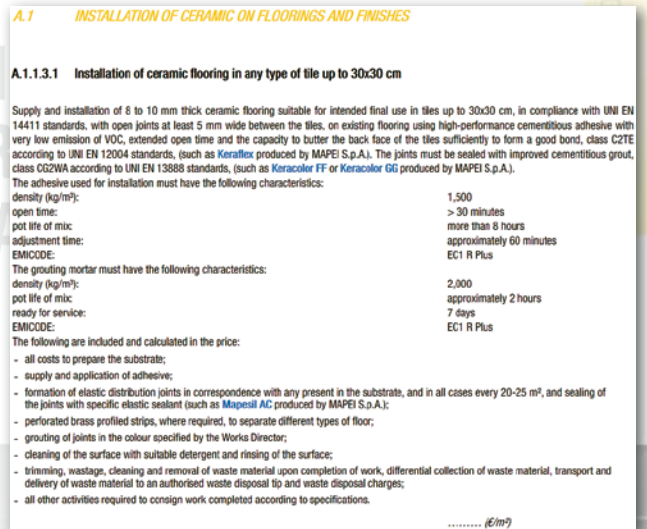 A.1 INSTALLATION OF CERAMIC ON FLOORINGS AND FINISHES
A.1.1.3.1 Installation of ceramic flooring in any type of tile up to 30x30 cm
Supply and installation of 8 to 10 mm thick ceramic flooring suitable for intended final use in tiles up to 30x30 cm, in compliance with UNI EN
14411 standards, with open joints at least 5 mm wide between the tiles, on existing flooring using high-performance cementitious adhesive with
very low emission of VOC, extended open time and the capacity to butter the back face of the tiles sufficiently to form a good bond, class C2TE
according to UNI EN 12004 standards, (such as Keraflex produced by MAPEI S.p.A.). The joints must be sealed with improved cementitious grout,
class CG2WA according to UNI EN 13888 standards, (such as Keracolor FF or Keracolor GG produced by MAPEI S.p.A.).
The adhesive used for installation must have the following characteristics:
density (kg/m³): 1,500
open time: > 30 minutes
pot life of mix: more than 8 hours
adjustment time: approximately 60 minutes
EMICODE: EC1 R Plus
The grouting mortar must have the following characteristics:
density (kg/m³): 2,000
pot life of mix: approximately 2 hours
ready for service: 7 days
EMICODE: EC1 R Plus
The following are included and calculated in the price:
- all costs to prepare the substrate;
- supply and application of adhesive;
- formation of elastic distribution joints in correspondence with any present in the substrate, and in all cases every 20-25 m², and sealing of
the joints with specific elastic sealant (such as Mapesil AC produced by MAPEI S.p.A.);
- perforated brass profiled strips, where required, to separate different types of floor;
- grouting of joints in the colour specified by the Works Director;
- cleaning of the surface with suitable detergent and rinsing of the surface;
- trimming, wastage, cleaning and removal of waste material upon completion of work, differential collection of waste material, transport and
delivery of waste material to an authorised waste disposal tip and waste disposal charges;
- all other activities required to consign work completed according to specifications.
......... (€/m²)